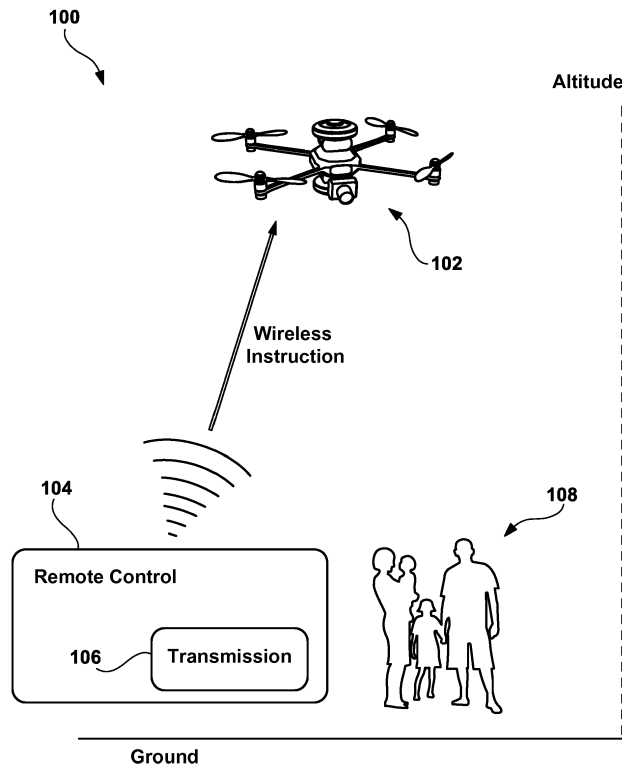 100
Altitude
102
Wireless
Instruction
104
108
Remote Control
106
Transmission
Ground